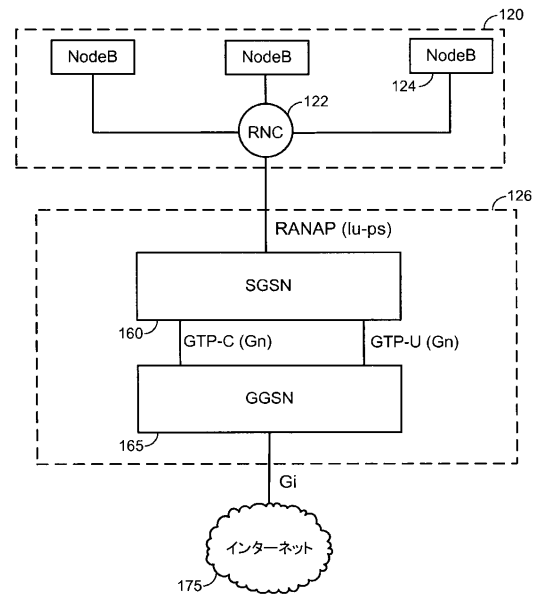 120
NodeB
NodeB
NodeB
124
122
RNC
126
RANAP (Iu-ps)
SGSN
160
GTP-C (Gn)
GTP-U (Gn)
GGSN
165
Gi
インターネット
175